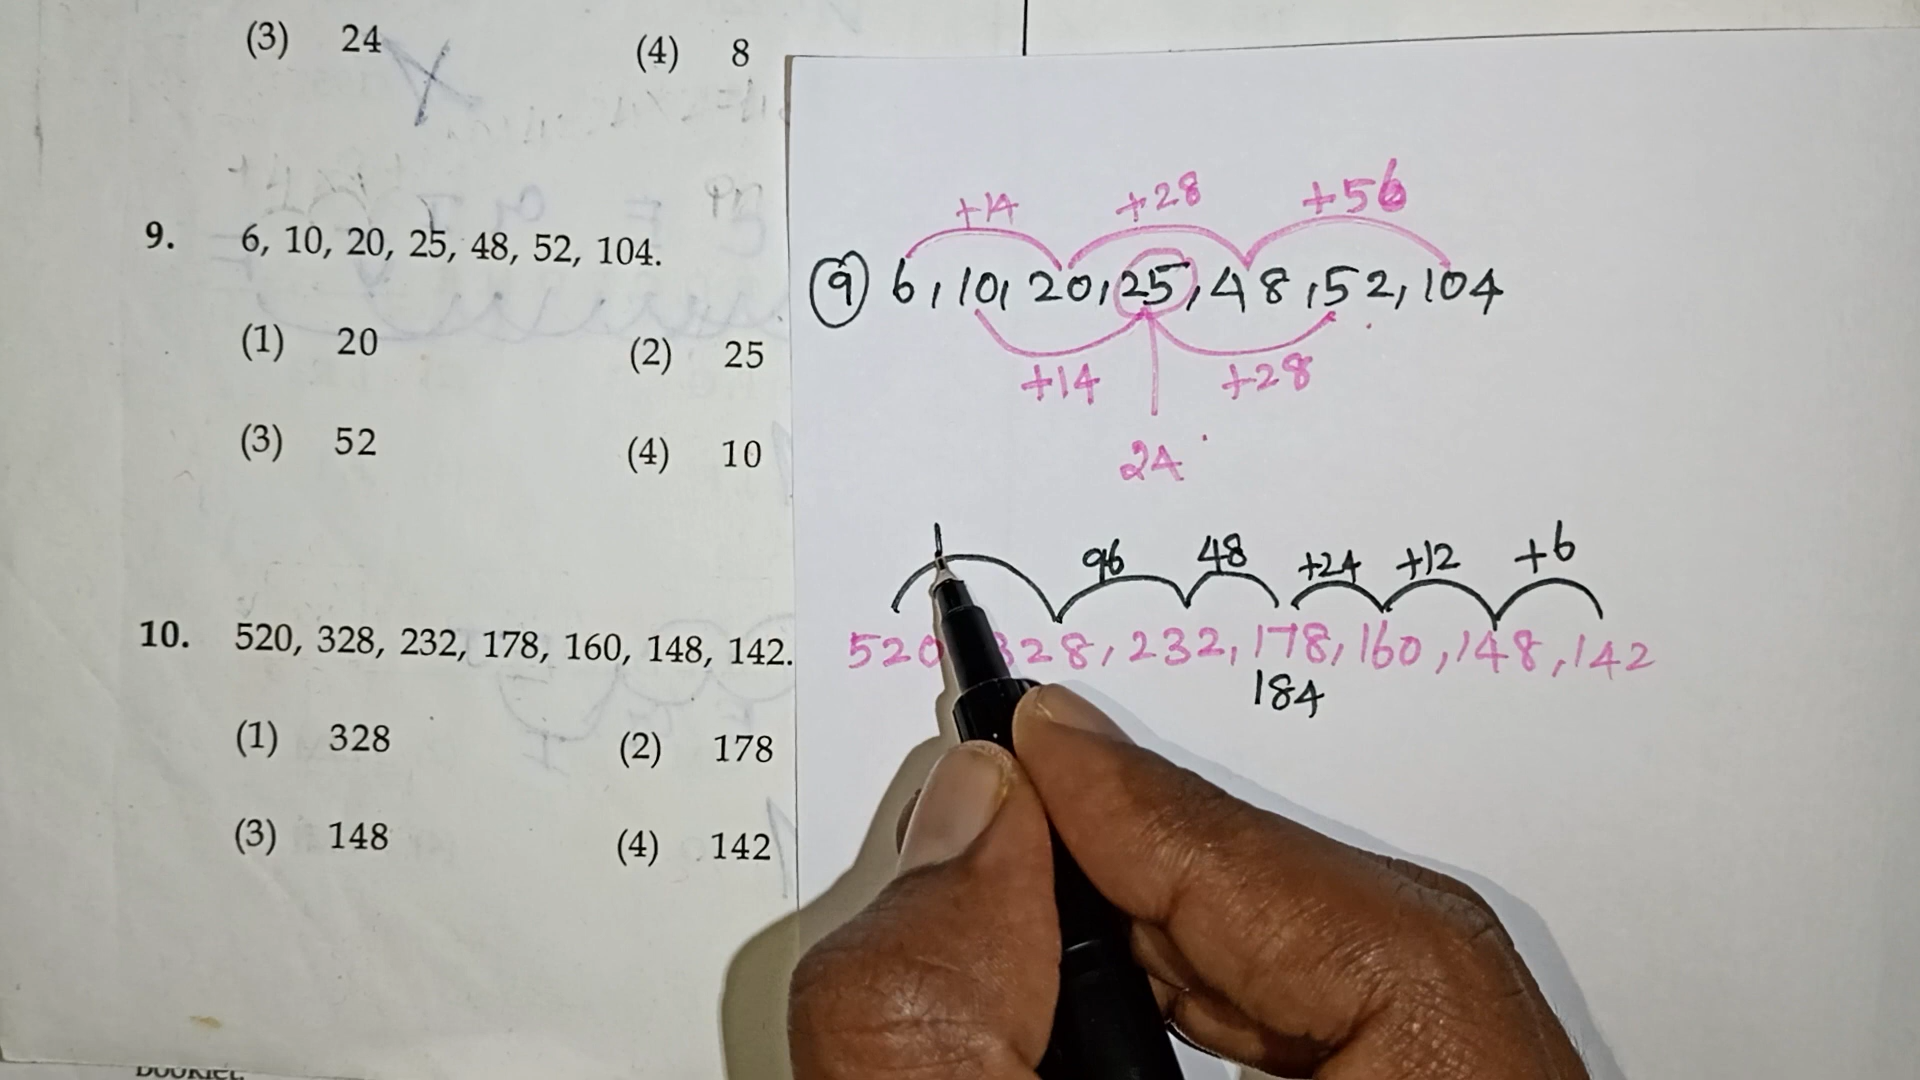 (3) 24 (4) 8
9. 6, 10, 20, 25, 48, 52, 104.
(1) 20 (2) 25
(3) 52 (4) 10
10. 520, 328, 232, 178, 160, 148, 142.
(1) 328 (2) 178
(3) 148 (4) 142
+14 +28 +56
9 6, 10, 20, 25, 48, 52, 104
+14 +28
24
96 48 +24 +12 +6
520 328, 232, 178, 160, 148, 142
184